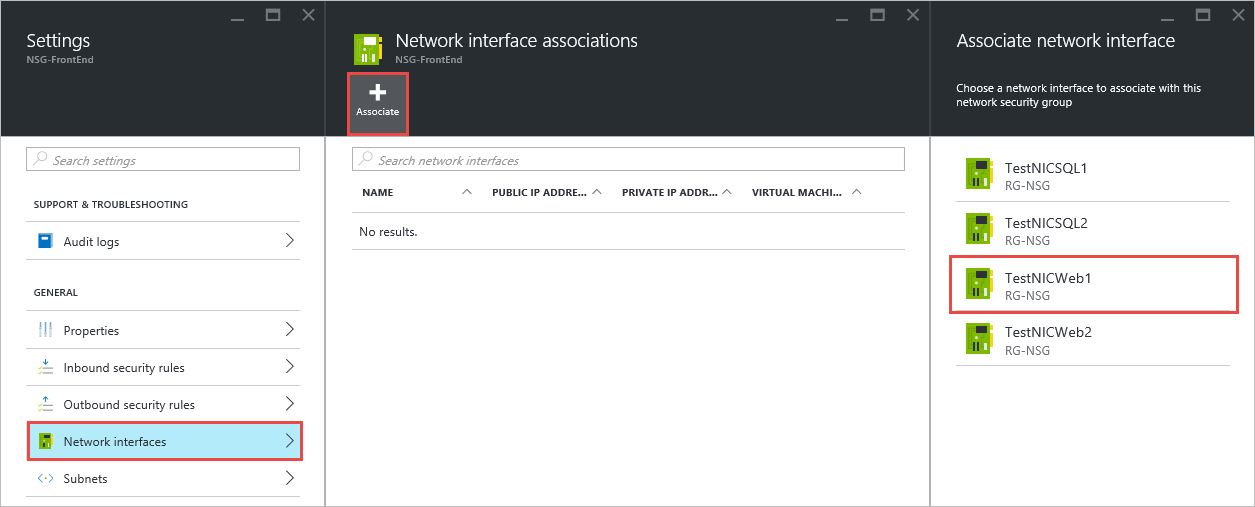 Settings
NSG-FrontEnd
Search settings
SUPPORT & TROUBLESHOOTING
Audit logs
GENERAL
Properties
Inbound security rules
Outbound security rules
Network interfaces
Subnets
Network interface associations
NSG-FrontEnd
Associate
Search network interfaces
NAME PUBLIC IP ADDRE... PRIVATE IP ADDR... VIRTUAL MACHI...
No results.
Associate network interface
Choose a network interface to associate with this
network security group
TestNICSQL1
RG-NSG
TestNICSQL2
RG-NSG
TestNICWeb1
RG-NSG
TestNICWeb2
RG-NSG